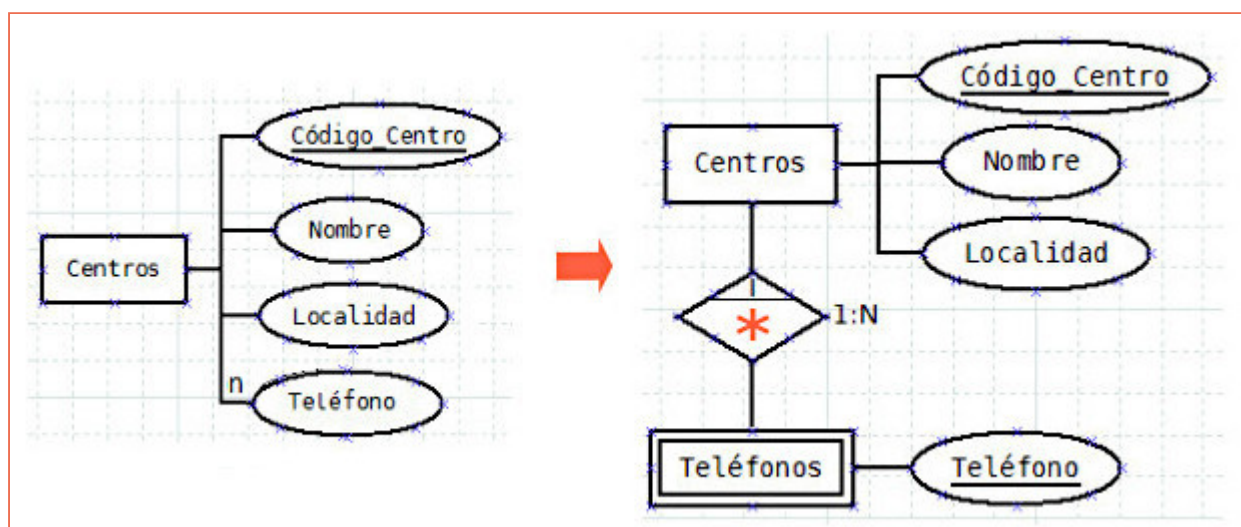 Centros
Código_Centro
Nombre
Localidad
n
Teléfono
Centros
Código_Centro
Nombre
Localidad
I
*
1:N
Teléfonos
Teléfono